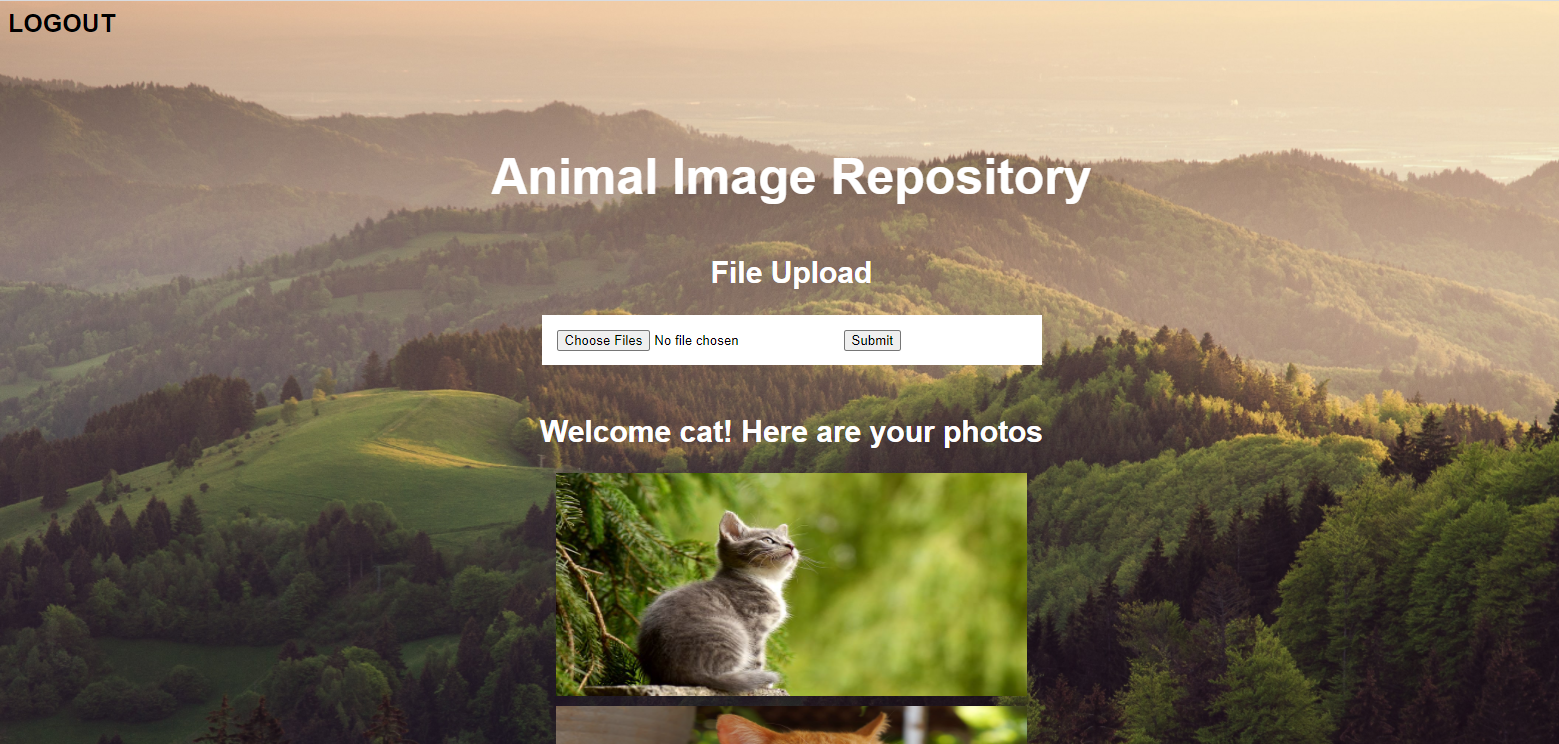 LOGOUT
Animal Image Repository
File Upload
Choose Files No file chosen Submit
Welcome cat! Here are your photos